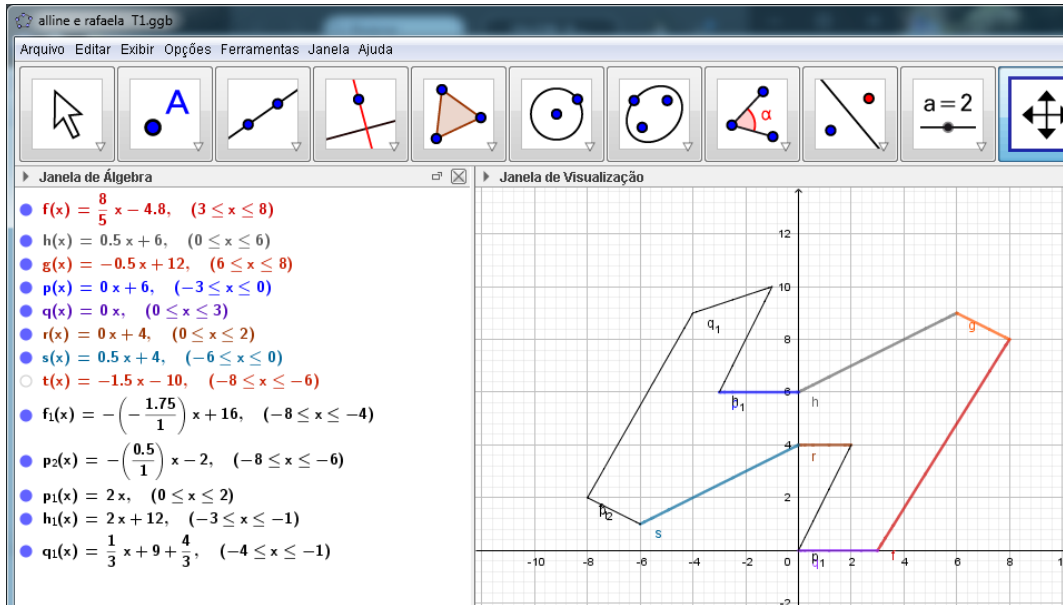 alline e rafaela T1.ggb
Arquivo Editar Exibir Opções Ferramentas Janela Ajuda
A
α
a = 2
Janela de Álgebra
Janela de Visualização
f(x) = 8/5 x − 4.8, (3 ≤ x ≤ 8)
h(x) = 0.5 x + 6, (0 ≤ x ≤ 6)
g(x) = −0.5 x + 12, (6 ≤ x ≤ 8)
p(x) = 0 x + 6, (−3 ≤ x ≤ 0)
q(x) = 0 x, (0 ≤ x ≤ 3)
r(x) = 0 x + 4, (0 ≤ x ≤ 2)
s(x) = 0.5 x + 4, (−6 ≤ x ≤ 0)
t(x) = −1.5 x − 10, (−8 ≤ x ≤ −6)
f₁(x) = −(−1.75/1) x + 16, (−8 ≤ x ≤ −4)
p₂(x) = −(0.5/1) x − 2, (−8 ≤ x ≤ −6)
p₁(x) = 2 x, (0 ≤ x ≤ 2)
h₁(x) = 2 x + 12, (−3 ≤ x ≤ −1)
q₁(x) = 1/3 x + 9 + 4/3, (−4 ≤ x ≤ −1)
12
10
q₁
g
8
6
h
4
r
2
s
0
f
-10 -8 -6 -4 -2 0 2 4 6 8
-2